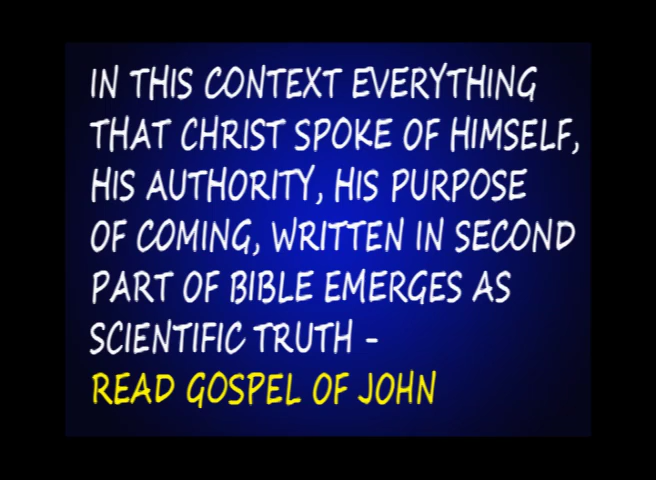 IN THIS CONTEXT EVERYTHING
THAT CHRIST SPOKE OF HIMSELF,
HIS AUTHORITY, HIS PURPOSE
OF COMING, WRITTEN IN SECOND
PART OF BIBLE EMERGES AS
SCIENTIFIC TRUTH -
READ GOSPEL OF JOHN